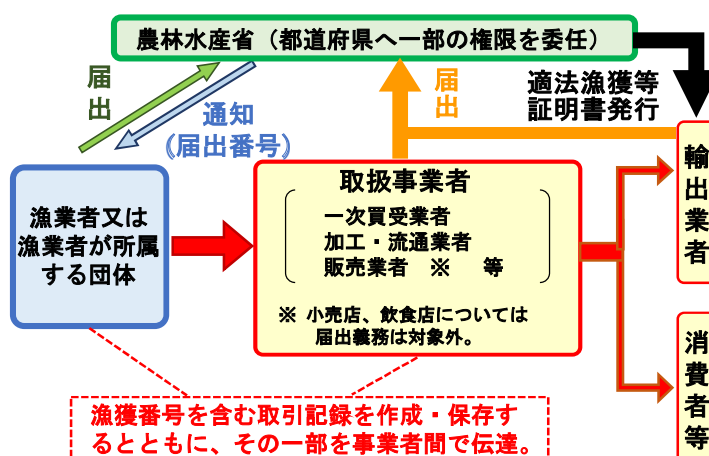 農林水産省（都道府県へ一部の権限を委任）
届出
通知
（届出番号）
届出
適法漁獲等
証明書発行
漁業者又は
漁業者が所属
する団体
取扱事業者
一次買受業者
加工・流通業者
販売業者　※　等
※ 小売店、飲食店については
届出義務は対象外。
輸出業者
消費者等
漁獲番号を含む取引記録を作成・保存す
るとともに、その一部を事業者間で伝達。